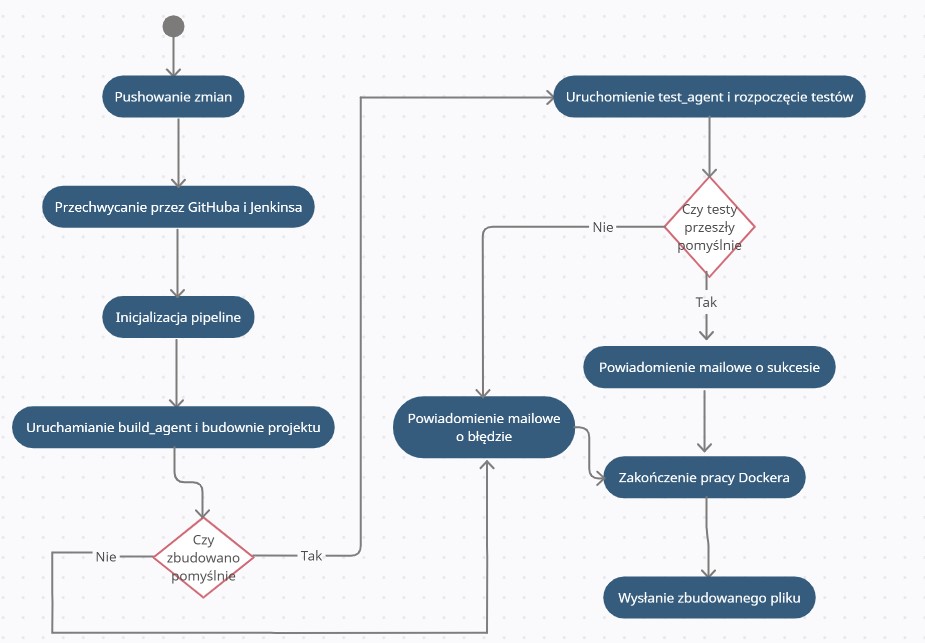 Pushowanie zmian
Przechwycanie przez GitHuba i Jenkinsa
Inicjalizacja pipeline
Uruchamianie build_agent i budownie projektu
Czy
zbudowano
pomyślnie
Nie
Tak
Uruchomienie test_agent i rozpoczęcie testów
Czy testy
przeszły
pomyślnie
Nie
Tak
Powiadomienie mailowe o sukcesie
Powiadomienie mailowe
o błędzie
Zakończenie pracy Dockera
Wysłanie zbudowanego pliku